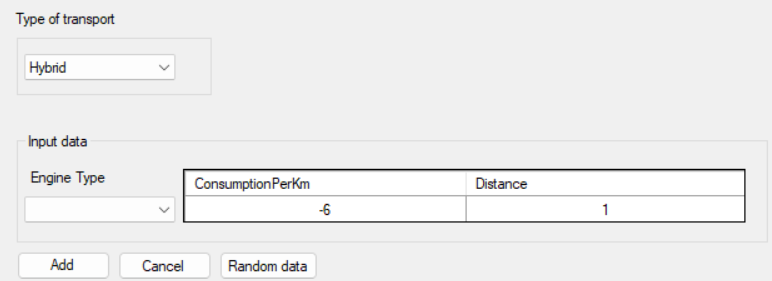 Type of transport
Hybrid
Input data
Engine Type
ConsumptionPerKm Distance
-6 1
Add Cancel Random data